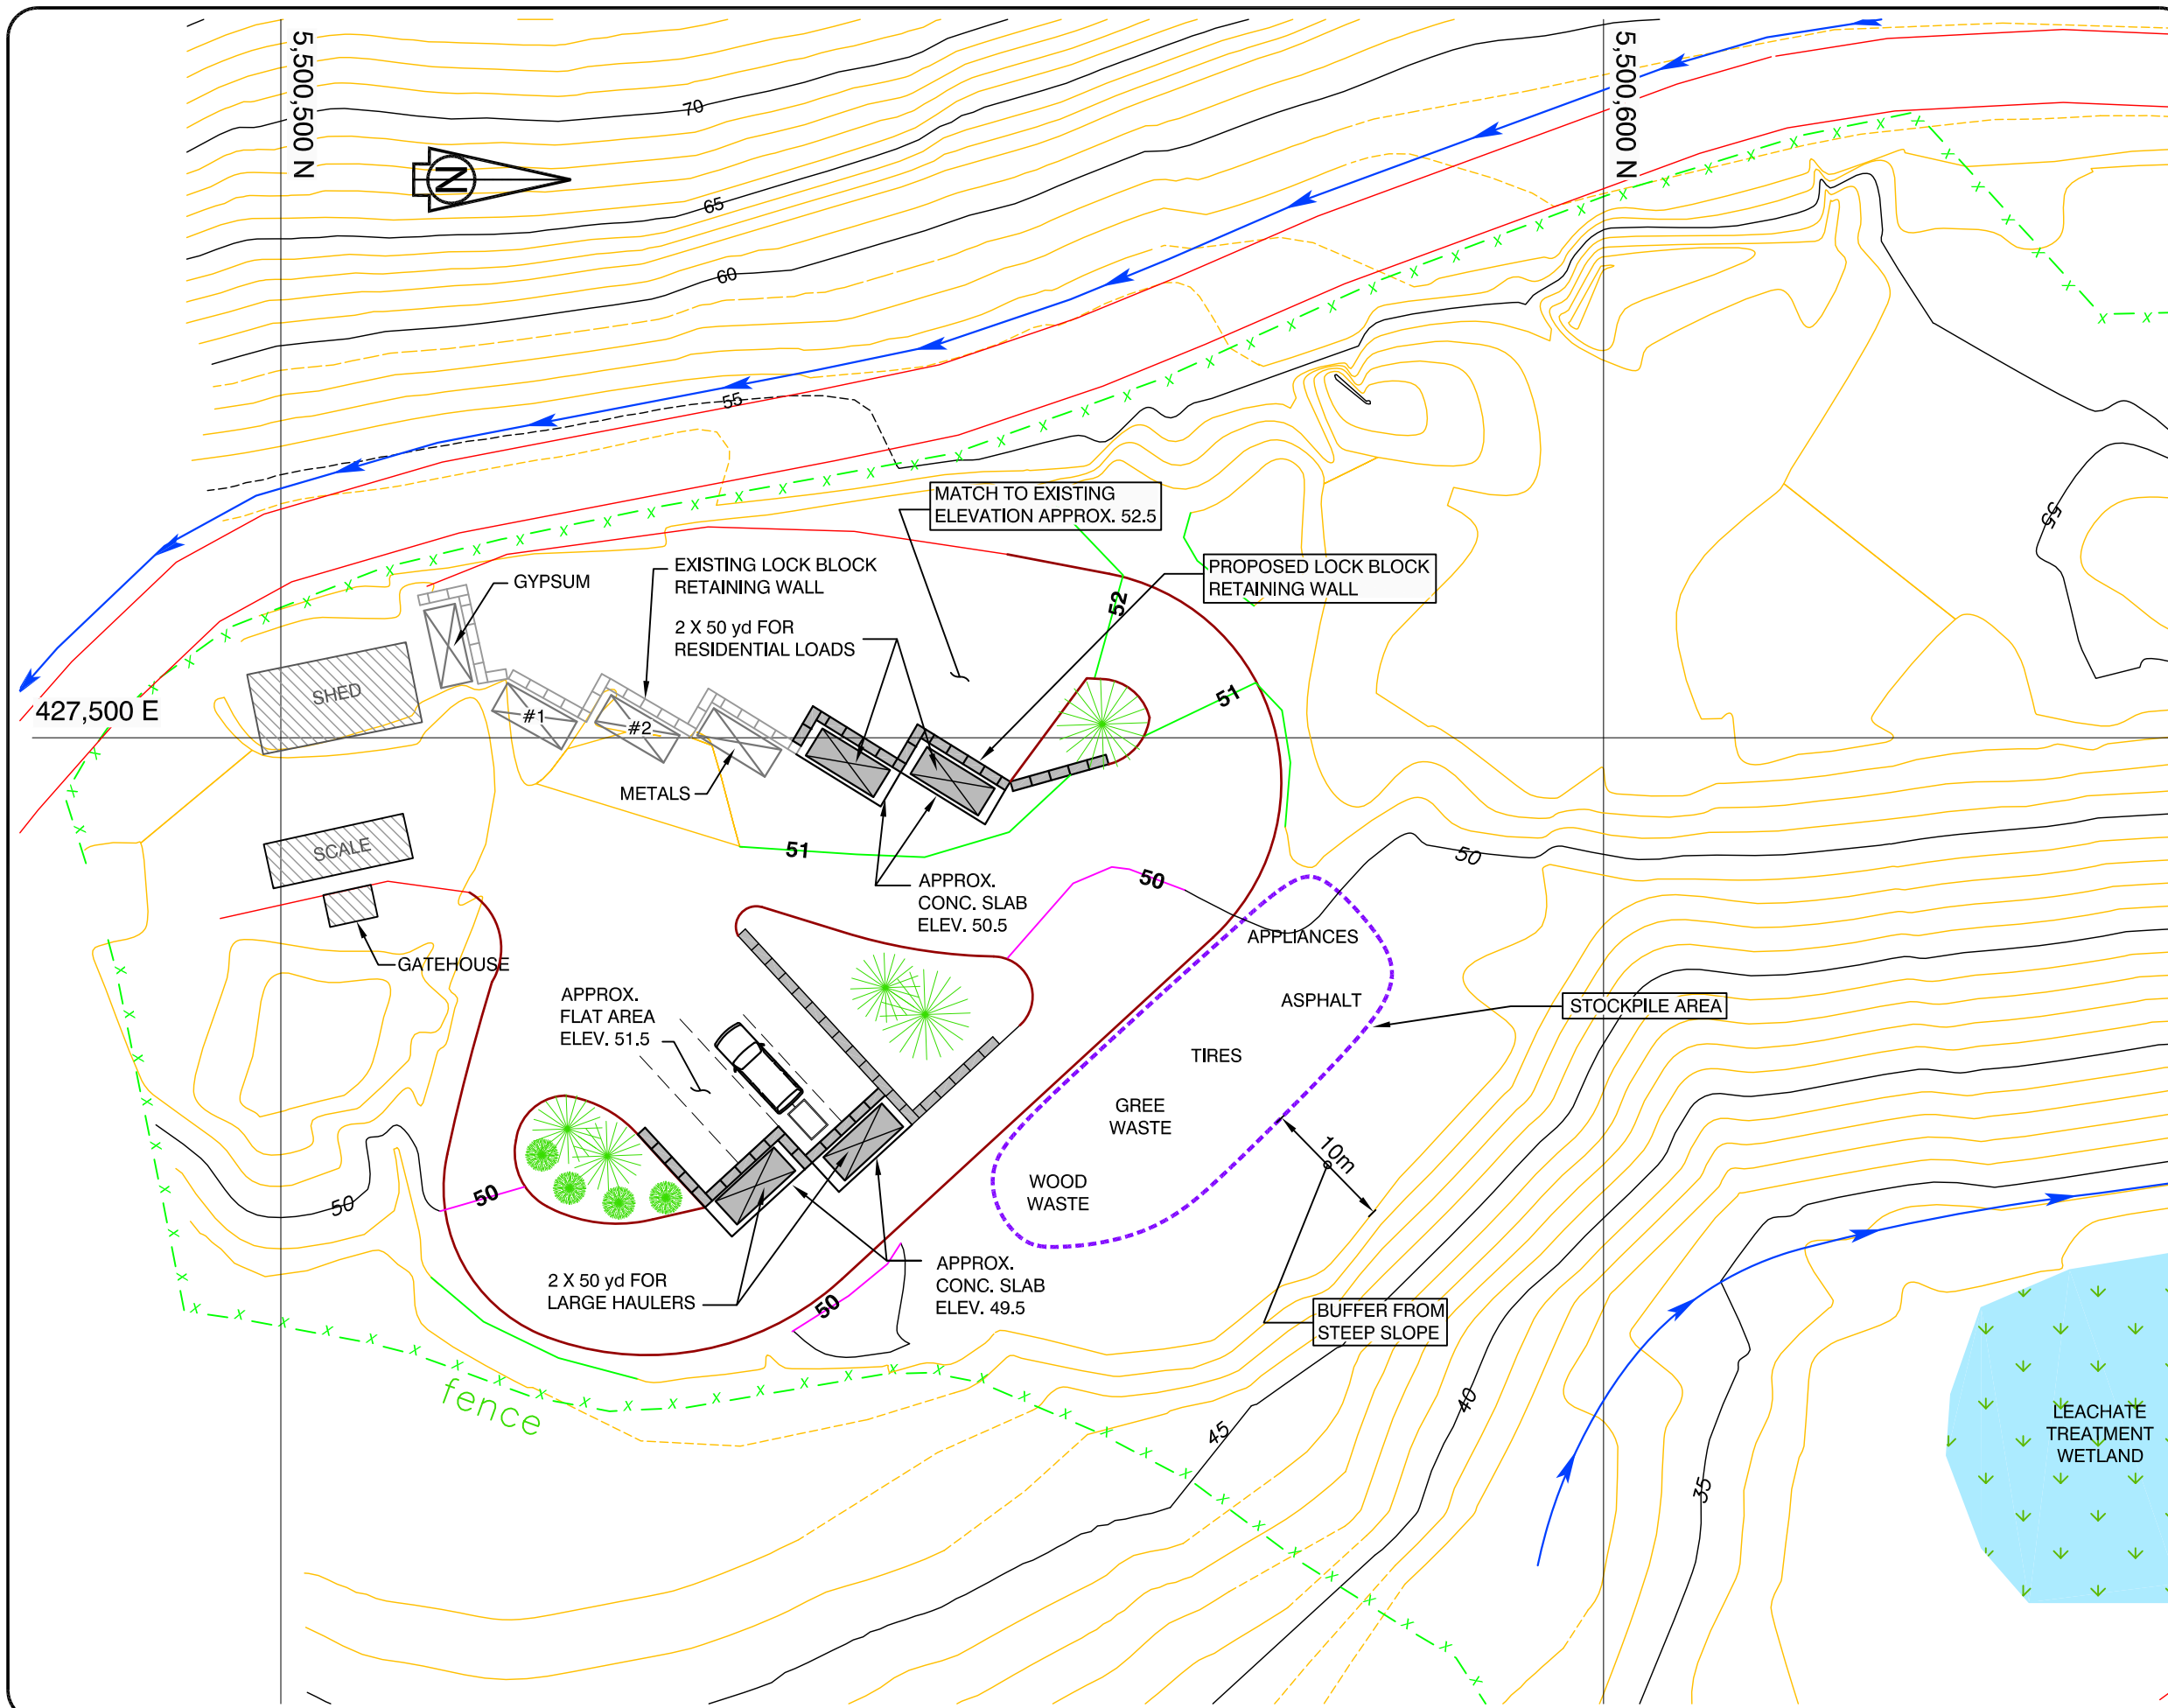 5,500,500 N
5,500,600 N
70
N
65
60
55
MATCH TO EXISTING
ELEVATION APPROX. 52.5
55
EXISTING LOCK BLOCK
RETAINING WALL
GYPSUM
PROPOSED LOCK BLOCK
RETAINING WALL
52
2 X 50 yd FOR
RESIDENTIAL LOADS
SHED
51
427,500 E
#1
#2
METALS
51
SCALE
50
50
APPROX.
CONC. SLAB
ELEV. 50.5
APPLIANCES
GATEHOUSE
APPROX.
FLAT AREA
ELEV. 51.5
ASPHALT
STOCKPILE AREA
TIRES
GREE
WASTE
10m
WOOD
WASTE
50
50
APPROX.
CONC. SLAB
ELEV. 49.5
2 X 50 yd FOR
LARGE HAULERS
50
BUFFER FROM
STEEP SLOPE
fence
40
45
LEACHATE
TREATMENT
WETLAND
35